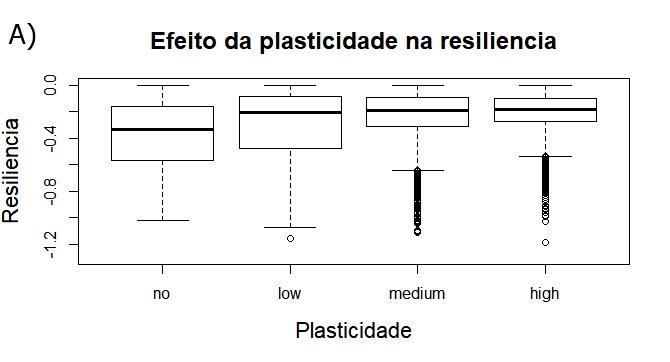 A)
Efeito da plasticidade na resiliencia
Resiliencia
0.0
-0.4
-0.8
-1.2
no low medium high
Plasticidade